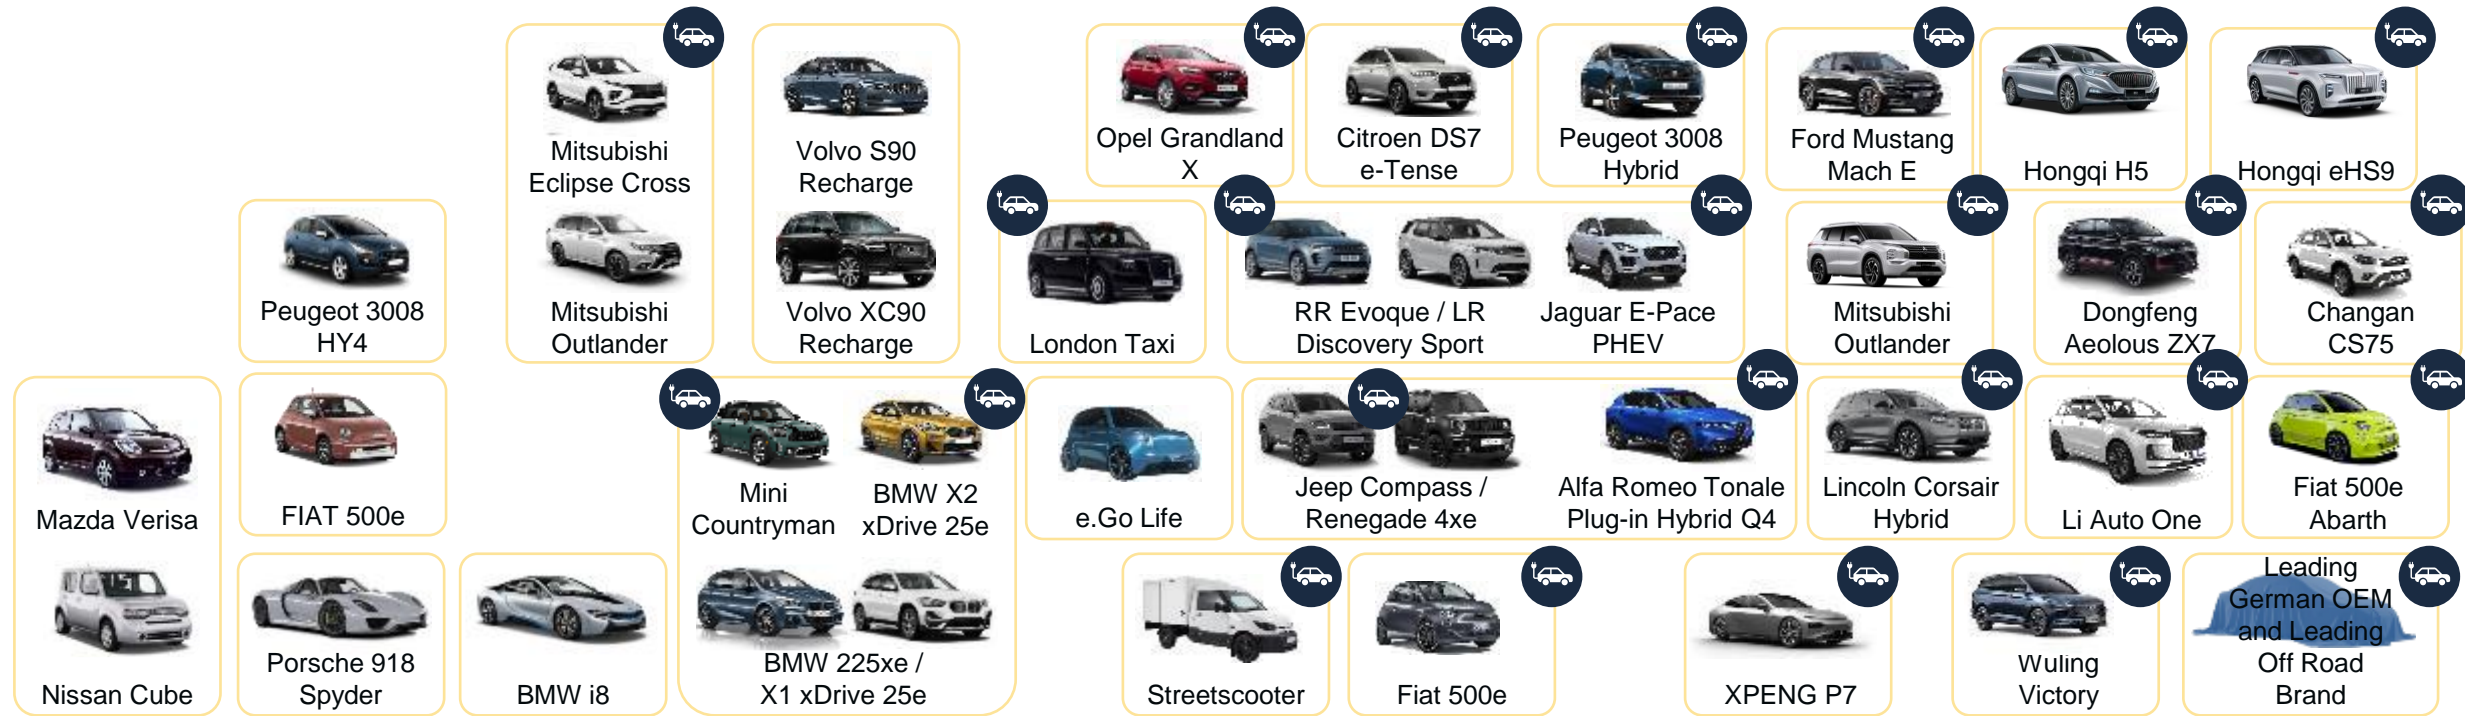 Mitsubishi
Eclipse Cross
Volvo S90
Recharge
Opel Grandland
X
Citroen DS7
e-Tense
Peugeot 3008
Hybrid
Ford Mustang
Mach E
Hongqi H5
Hongqi eHS9
Peugeot 3008
HY4
Mitsubishi
Outlander
Volvo XC90
Recharge
London Taxi
RR Evoque / LR
Discovery Sport
Jaguar E-Pace
PHEV
Mitsubishi
Outlander
Dongfeng
Aeolous ZX7
Changan
CS75
Mazda Verisa
FIAT 500e
Mini
Countryman
BMW X2
xDrive 25e
e.Go Life
Jeep Compass /
Renegade 4xe
Alfa Romeo Tonale
Plug-in Hybrid Q4
Lincoln Corsair
Hybrid
Li Auto One
Fiat 500e
Abarth
Nissan Cube
Porsche 918
Spyder
BMW i8
BMW 225xe /
X1 xDrive 25e
Streetscooter
Fiat 500e
XPENG P7
Wuling
Victory
Leading
German OEM
and Leading
Off Road
Brand